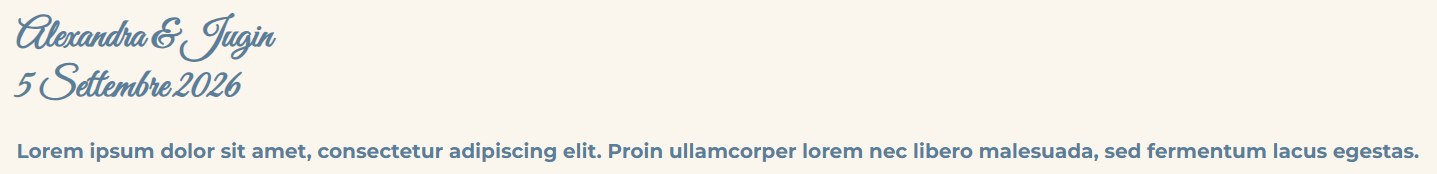 Alexandra & Jugin
5 Settembre 2026
Lorem ipsum dolor sit amet, consectetur adipiscing elit. Proin ullamcorper lorem nec libero malesuada, sed fermentum lacus egestas.